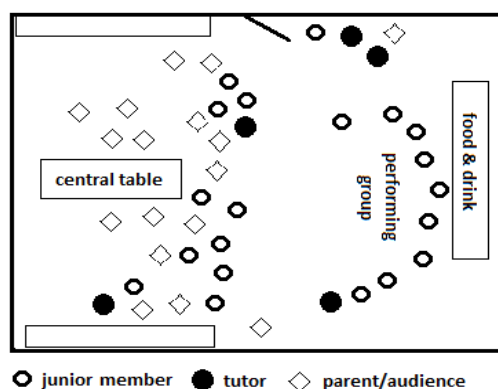 food & drink
performing
group
central table
junior member
tutor
parent/audience